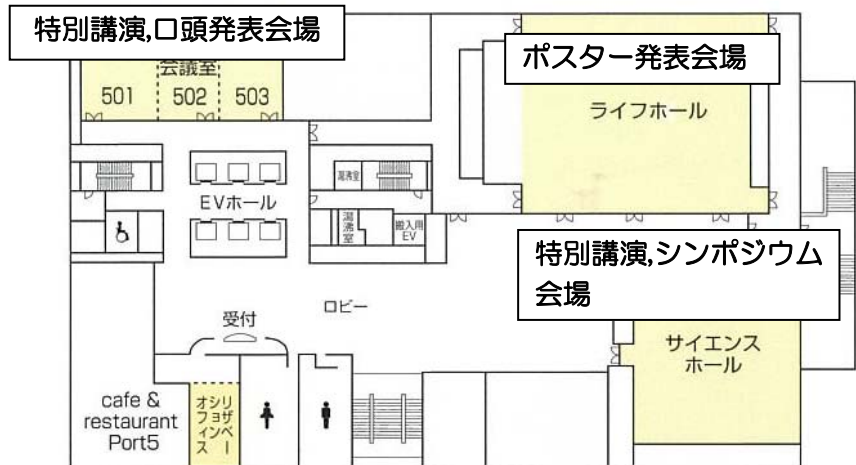 特別講演,口頭発表会場
会議室
501 502 503
ポスター発表会場
ライフホール
湯沸室
EVホール
湯沸室
搬入用
EV
特別講演,シンポジウム
会場
ロビー
受付
サイエンス
ホール
cafe &
restaurant
Port5
リザベー
ションン
オフィス